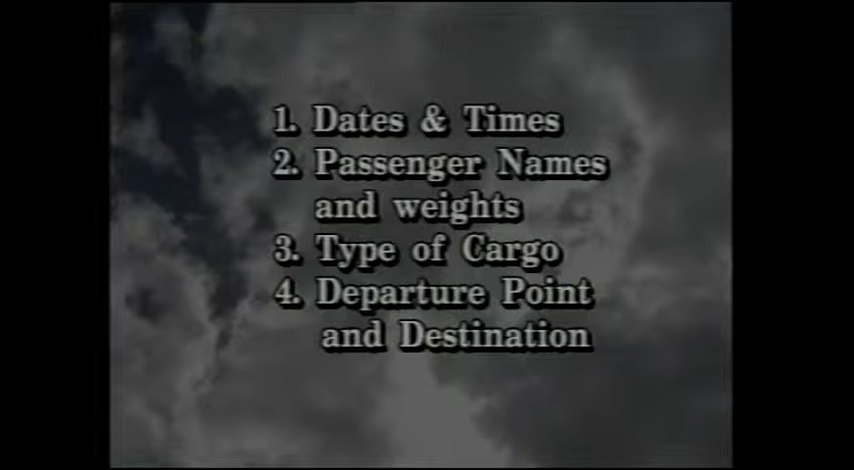 1. Dates & Times
2. Passenger Names
and weights
3. Type of Cargo
4. Departure Point
and Destination